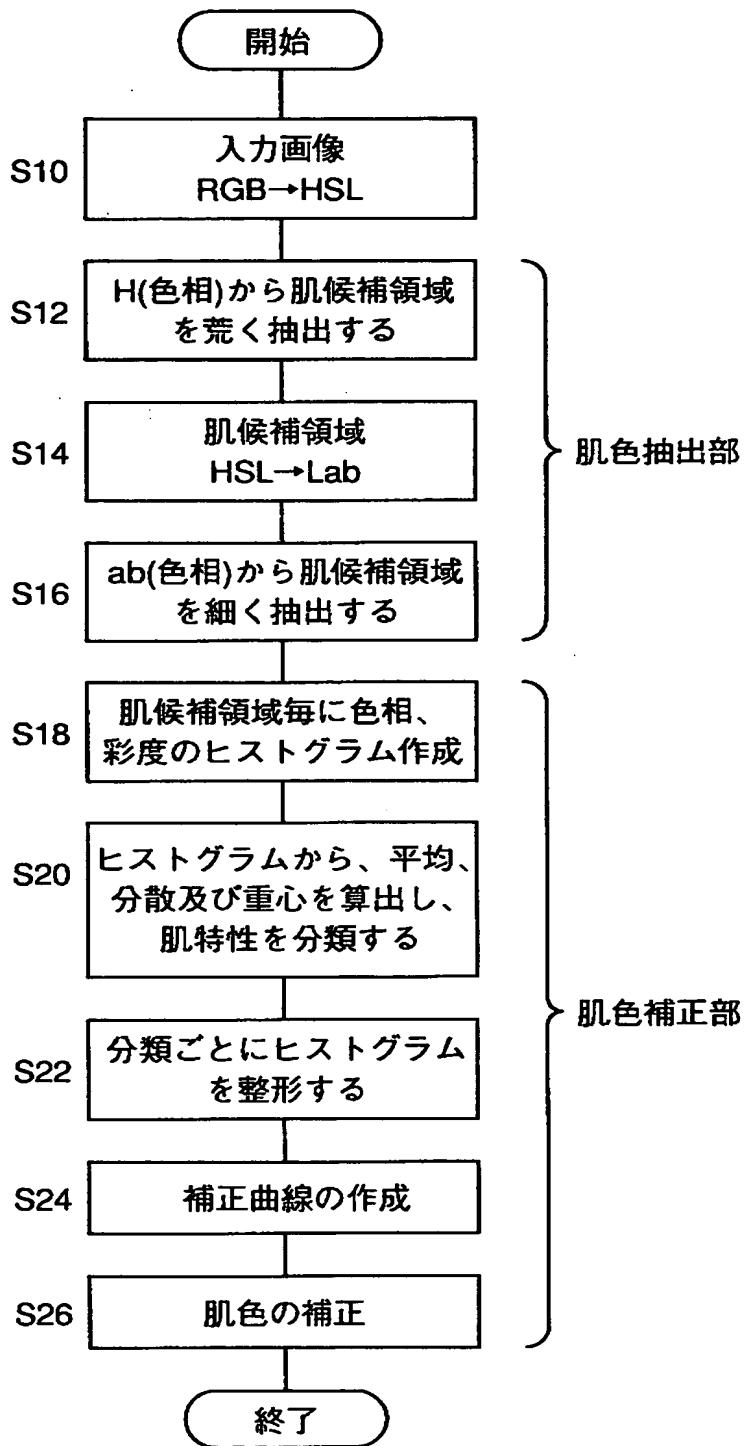 開始
S10
入力画像
RGB→HSL
S12
H(色相)から肌候補領域
を荒く抽出する
S14
肌候補領域
HSL→Lab
肌色抽出部
S16
ab(色相)から肌候補領域
を細く抽出する
S18
肌候補領域毎に色相、
彩度のヒストグラム作成
S20
ヒストグラムから、平均、
分散及び重心を算出し、
肌特性を分類する
肌色補正部
S22
分類ごとにヒストグラム
を整形する
S24
補正曲線の作成
S26
肌色の補正
終了